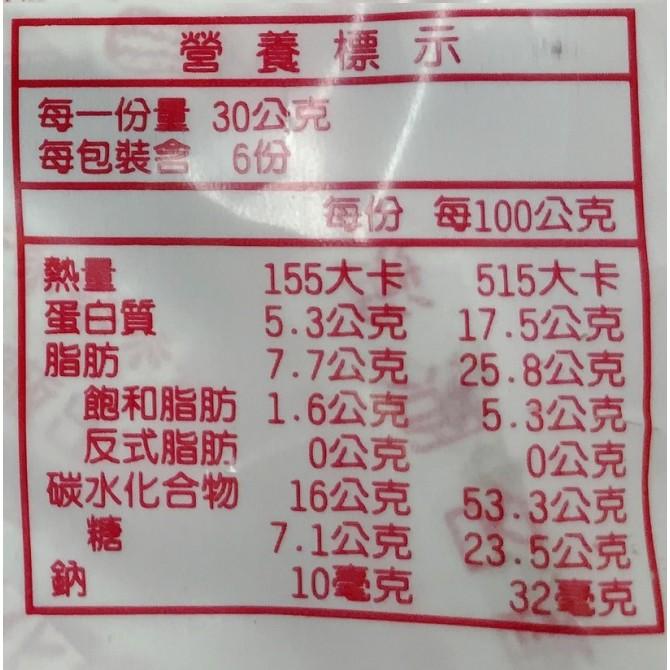 營養標示
每一份量 30公克
每包裝含 6份
每份 每100公克
熱量 155大卡 515大卡
蛋白質 5.3公克 17.5公克
脂肪 7.7公克 25.8公克
飽和脂肪 1.6公克 5.3公克
反式脂肪 0公克 0公克
碳水化合物 16公克 53.3公克
糖 7.1公克 23.5公克
鈉 10毫克 32毫克